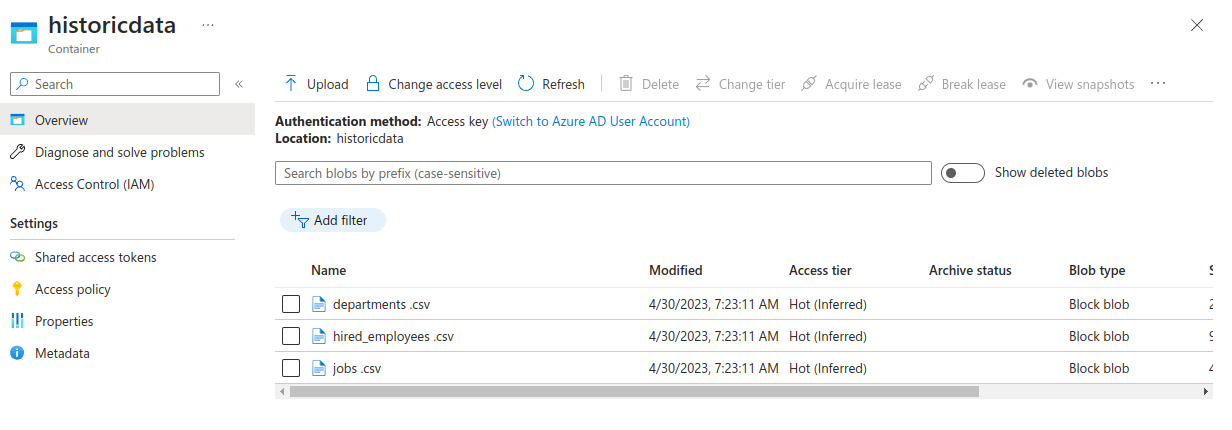 historicdata ...
Container
Search «
Overview
Diagnose and solve problems
Access Control (IAM)
Settings
Shared access tokens
Access policy
Properties
Metadata
Upload Change access level Refresh Delete Change tier Acquire lease Break lease View snapshots ...
Authentication method: Access key (Switch to Azure AD User Account)
Location: historicdata
Search blobs by prefix (case-sensitive) Show deleted blobs
Add filter
Name Modified Access tier Archive status Blob type
departments .csv 4/30/2023, 7:23:11 AM Hot (Inferred) Block blob
hired_employees .csv 4/30/2023, 7:23:11 AM Hot (Inferred) Block blob
jobs .csv 4/30/2023, 7:23:11 AM Hot (Inferred) Block blob